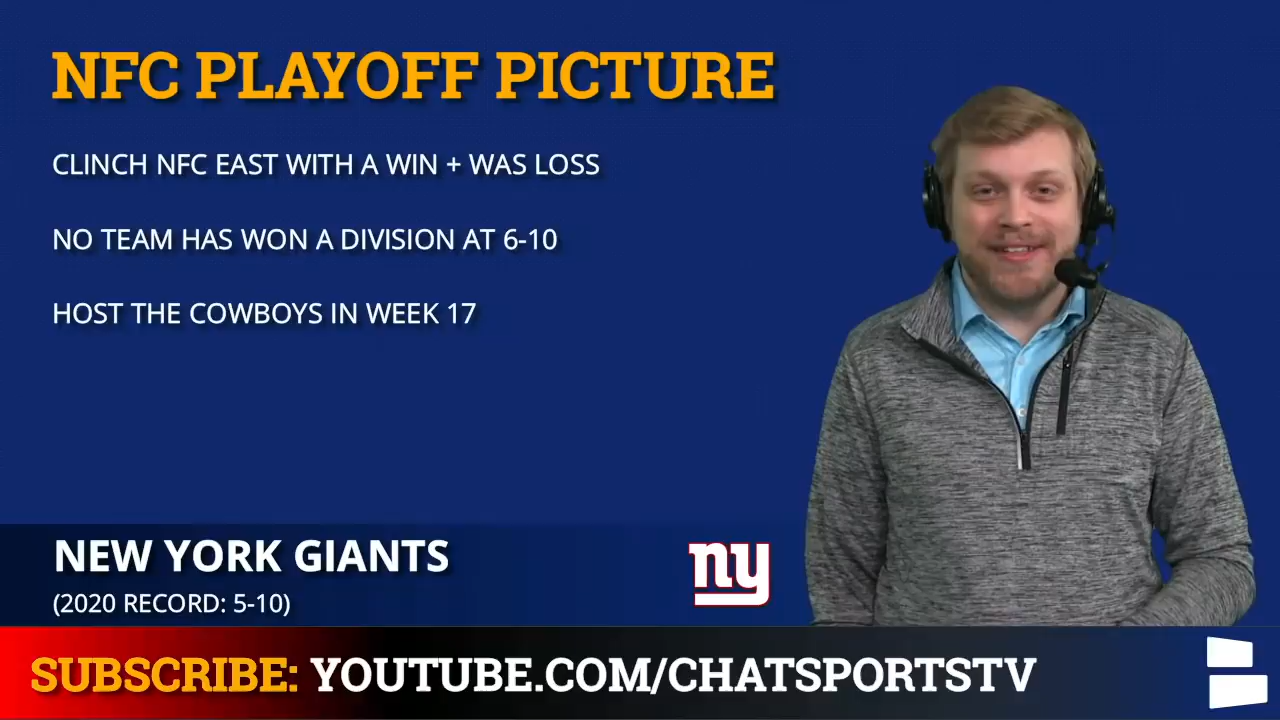 NFC PLAYOFF PICTURE
CLINCH NFC EAST WITH A WIN + WAS LOSS
NO TEAM HAS WON A DIVISION AT 6-10
HOST THE COWBOYS IN WEEK 17
NEW YORK GIANTS
ny
(2020 RECORD: 5-10)
SUBSCRIBE: YOUTUBE.COM/CHATSPORTSTV